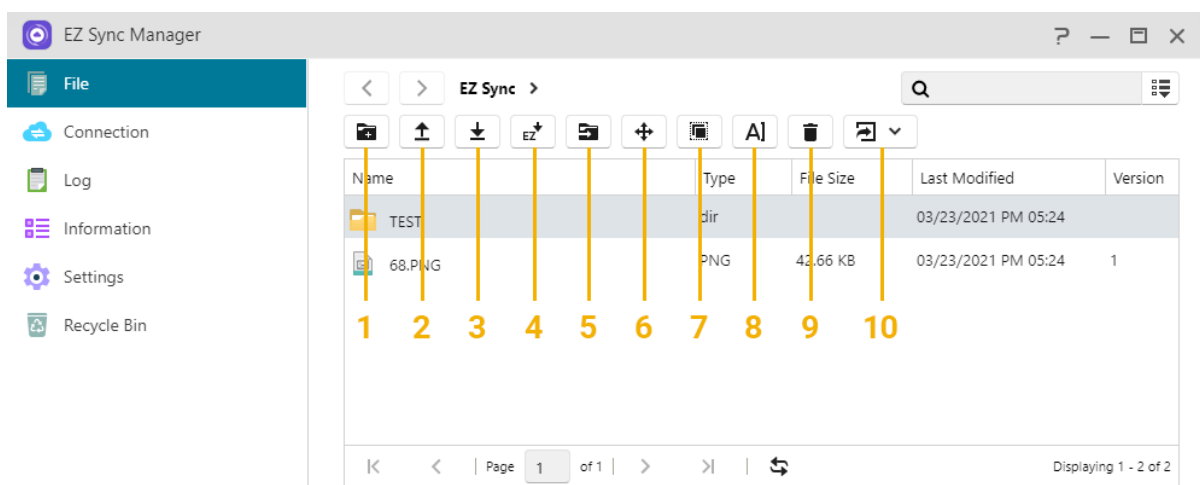 EZ Sync Manager
File
Connection
Log
Information
Settings
Recycle Bin
EZ Sync >
EZ
A]
Name Type File Size Last Modified Version
TEST dir 03/23/2021 PM 05:24
68.PNG PNG 42.66 KB 03/23/2021 PM 05:24 1
1 2 3 4 5 6 7 8 9 10
Page 1 of 1
Displaying 1 - 2 of 2